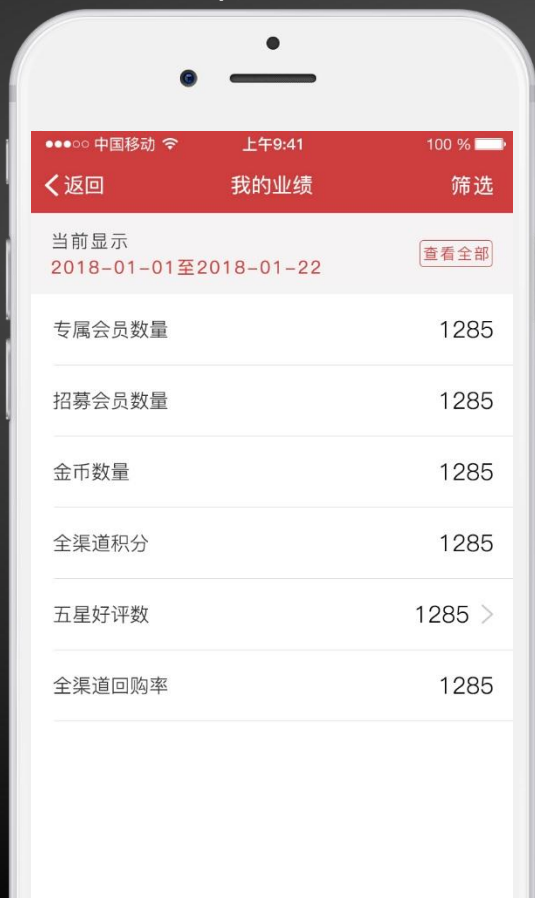 中国移动 上午9:41 100 %
返回 我的业绩 筛选
当前显示
2018-01-01至2018-01-22 查看全部
专属会员数量 1285
招募会员数量 1285
金币数量 1285
全渠道积分 1285
五星好评数 1285
全渠道回购率 1285